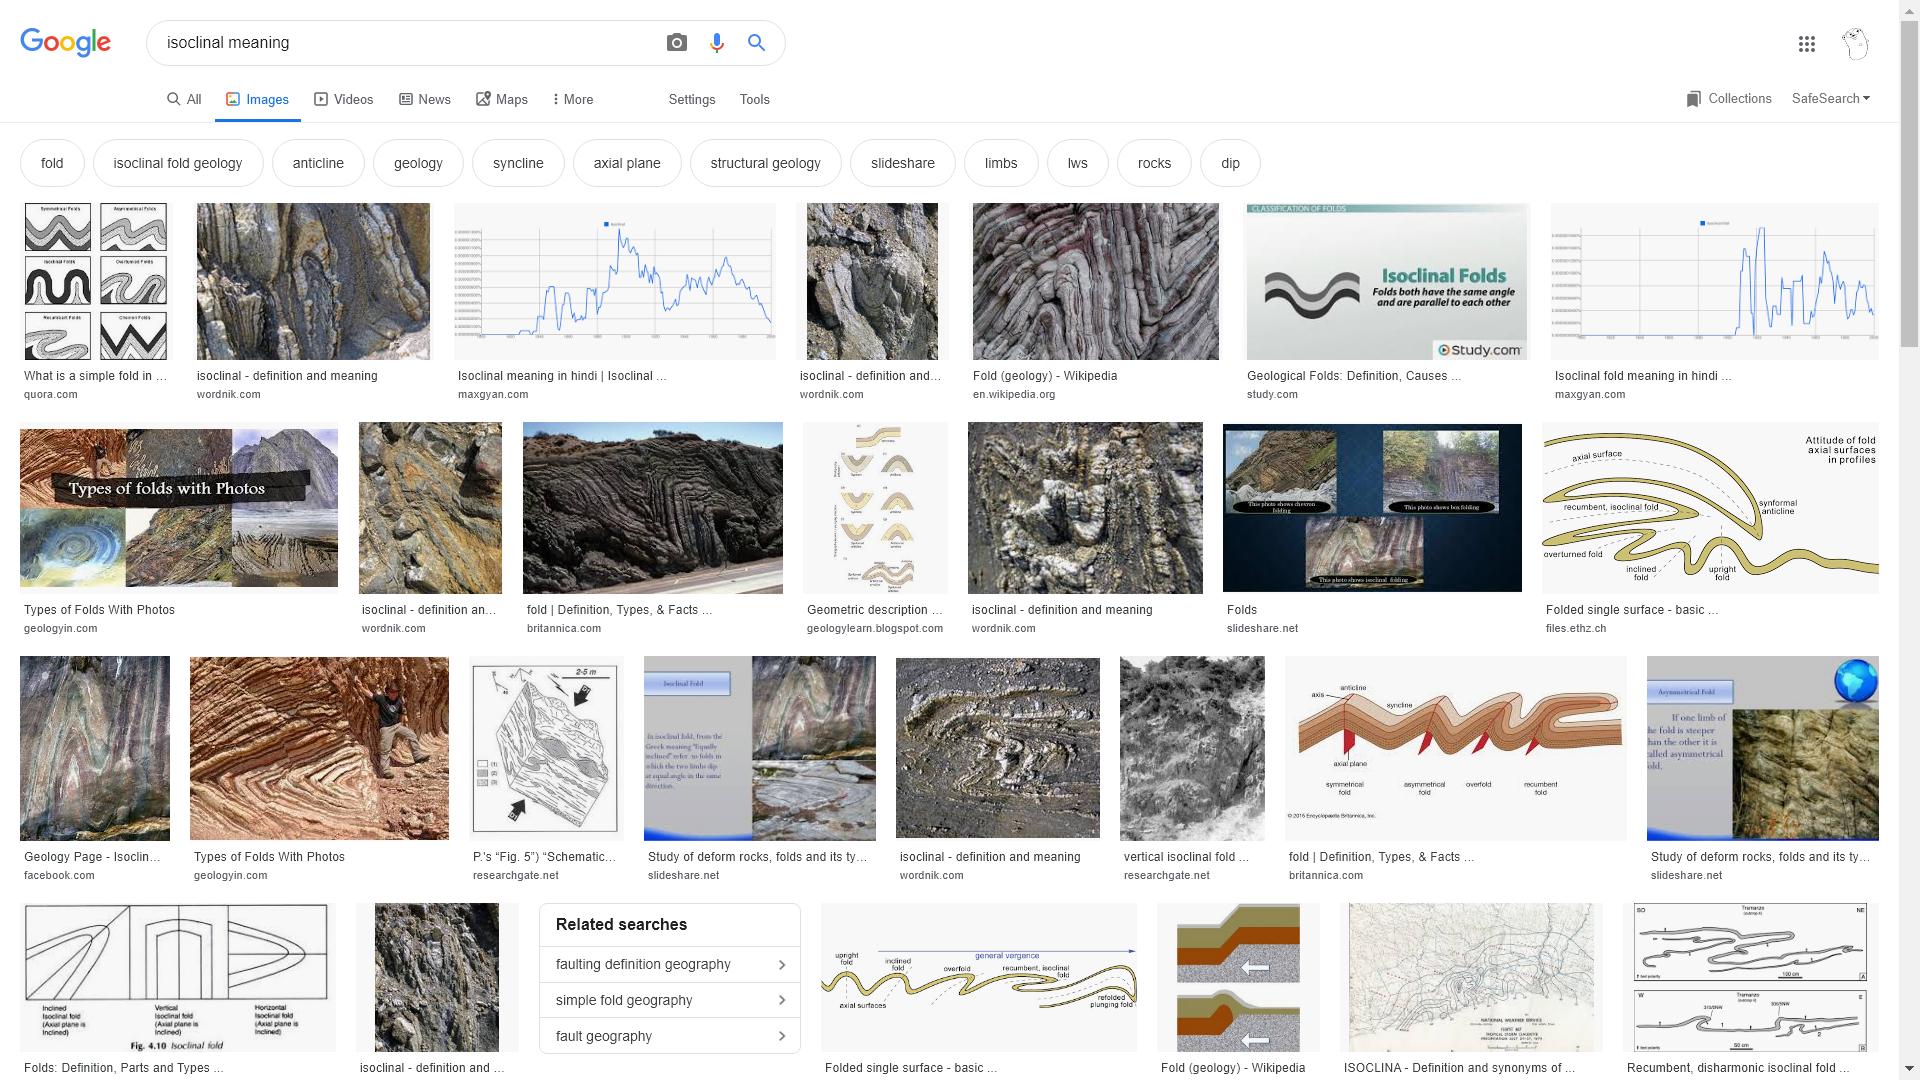 Google
isoclinal meaning
All
Images
Videos
News
Maps
More
Settings
Tools
Collections
SafeSearch
fold
isoclinal fold geology
anticline
geology
syncline
axial plane
structural geology
slideshare
limbs
lws
rocks
dip
Symmetrical Folds
Asymmetrical Folds
Isoclinal Folds
Overturned Folds
Recumbent Folds
Chevron Folds
CLASSIFICATION OF FOLDS
Isoclinal Folds
Folds both have the same angle
and are parallel to each other
Study.com
What is a simple fold in ...
quora.com
isoclinal - definition and meaning
wordnik.com
Isoclinal meaning in hindi | Isoclinal ...
maxgyan.com
isoclinal - definition and...
wordnik.com
Fold (geology) - Wikipedia
en.wikipedia.org
Geological Folds: Definition, Causes ...
study.com
Isoclinal fold meaning in hindi ...
maxgyan.com
Types of folds with Photos
This photo shows chevron
folding
This photo shows box folding
This photo shows isoclinal folding
Attitude of fold
axial surfaces
in profiles
axial surface
synformal
anticline
recumbent, isoclinal fold
overturned fold
inclined
fold
upright
fold
Types of Folds With Photos
geologyin.com
isoclinal - definition an...
wordnik.com
fold | Definition, Types, & Facts ...
britannica.com
Geometric description ...
geologylearn.blogspot.com
isoclinal - definition and meaning
wordnik.com
Folds
slideshare.net
Folded single surface - basic ...
files.ethz.ch
2-5 m
(1)
(2)
(3)
Isoclinal Fold
In isoclinal fold, from the
Greek meaning "Equally
inclined" refer to folds in
which the two limbs dip
at equal angle in the same
direction.
anticline
axis
syncline
axial plane
symmetrical
fold
asymmetrical
fold
overfold
recumbent
fold
© 2015 Encyclopædia Britannica, Inc.
Asymmetrical Fold
If one limb of
the fold is steeper
than the other it is
called asymmetrical
fold.
Geology Page - Isoclin...
facebook.com
Types of Folds With Photos
geologyin.com
P.'s “Fig. 5”) “Schematic...
researchgate.net
Study of deform rocks, folds and its ty...
slideshare.net
isoclinal - definition and meaning
wordnik.com
vertical isoclinal fold ...
researchgate.net
fold | Definition, Types, & Facts ...
britannica.com
Study of deform rocks, folds and its ty...
slideshare.net
Inclined
Isoclinal fold
(Axial plane is
inclined)
Vertical
Isoclinal fold
(Axial plane is
Inclined)
Horizontal
Isoclinal fold
(Axial plane is
Inclined)
Fig. 4.10 Isoclinal fold
Related searches
faulting definition geography
simple fold geography
fault geography
general vergence
upright
fold
inclined
fold
overfold
recumbent, isoclinal
fold
axial surfaces
refolded
plunging fold
NATIONAL WEATHER SERVICE
SO
Tramanzo
NE
100 cm
A
W
Tramanzo
E
50 cm
B
Folds: Definition, Parts and Types ...
isoclinal - definition and ...
Folded single surface - basic ...
Fold (geology) - Wikipedia
ISOCLINA - Definition and synonyms of ...
Recumbent, disharmonic isoclinal fold ...